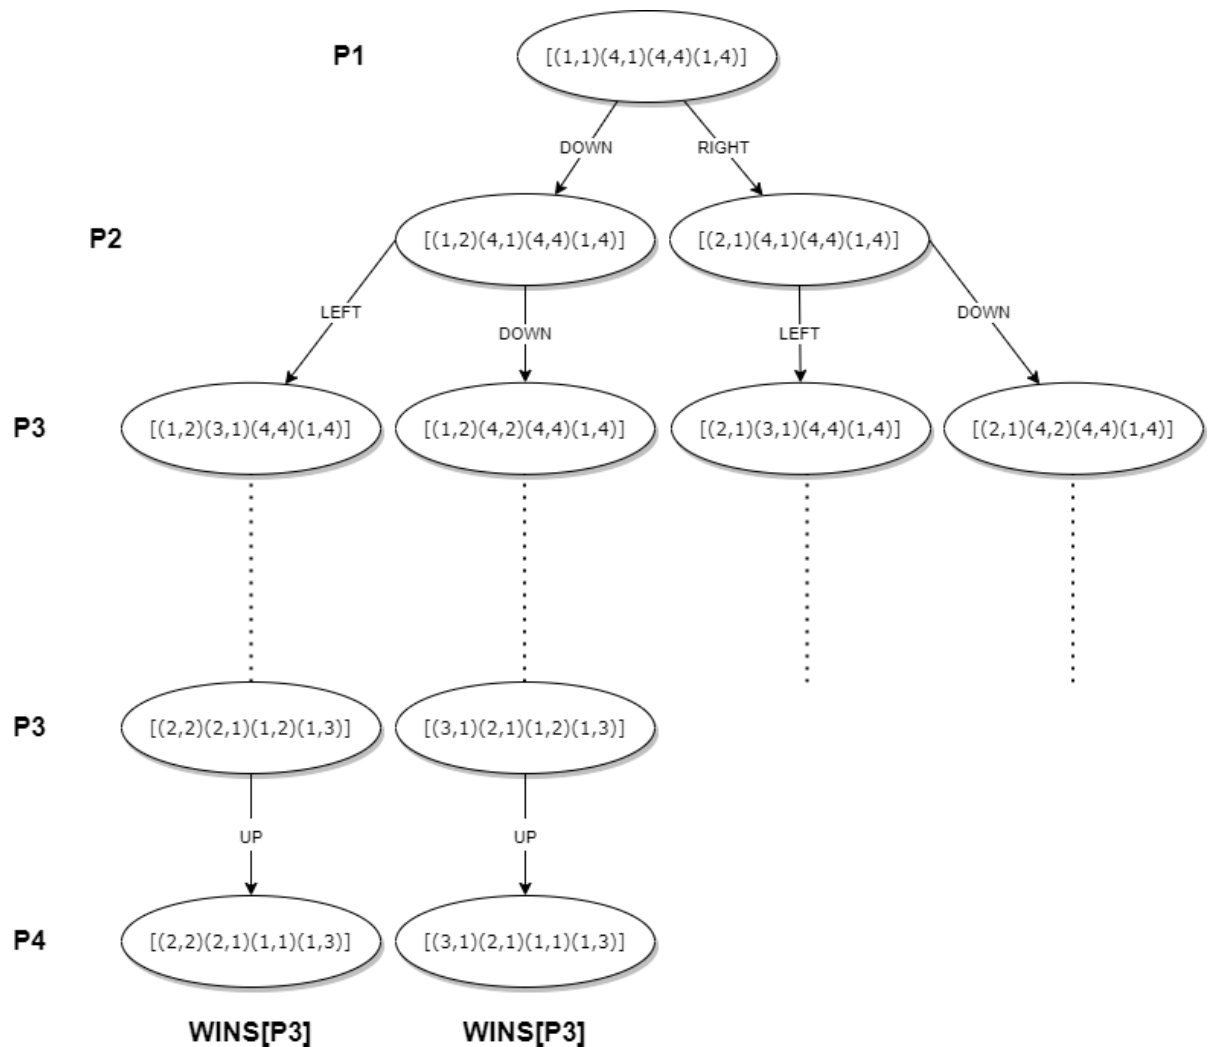 P1 [(1,1)(4,1)(4,4)(1,4)]
DOWN RIGHT
P2 [(1,2)(4,1)(4,4)(1,4)] [(2,1)(4,1)(4,4)(1,4)]
LEFT DOWN LEFT DOWN
P3 [(1,2)(3,1)(4,4)(1,4)] [(1,2)(4,2)(4,4)(1,4)] [(2,1)(3,1)(4,4)(1,4)] [(2,1)(4,2)(4,4)(1,4)]
P3 [(2,2)(2,1)(1,2)(1,3)] [(3,1)(2,1)(1,2)(1,3)]
UP UP
P4 [(2,2)(2,1)(1,1)(1,3)] [(3,1)(2,1)(1,1)(1,3)]
WINS[P3] WINS[P3]